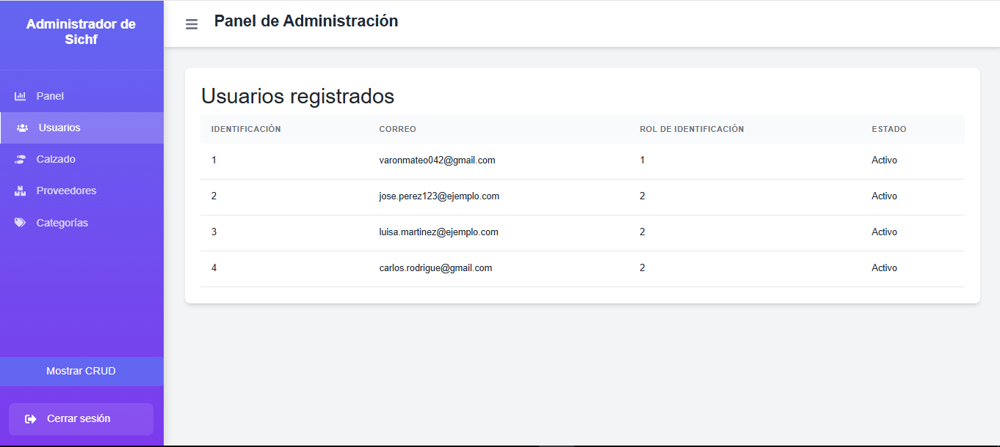 Administrador de
Sichf
Panel de Administración
Panel
Usuarios
Calzado
Proveedores
Categorías
Mostrar CRUD
Cerrar sesión
Usuarios registrados
IDENTIFICACIÓN CORREO ROL DE IDENTIFICACIÓN ESTADO
1 varonmateo042@gmail.com 1 Activo
2 jose.perez123@ejemplo.com 2 Activo
3 luisa.martinez@ejemplo.com 2 Activo
4 carlos.rodrigue@gmail.com 2 Activo